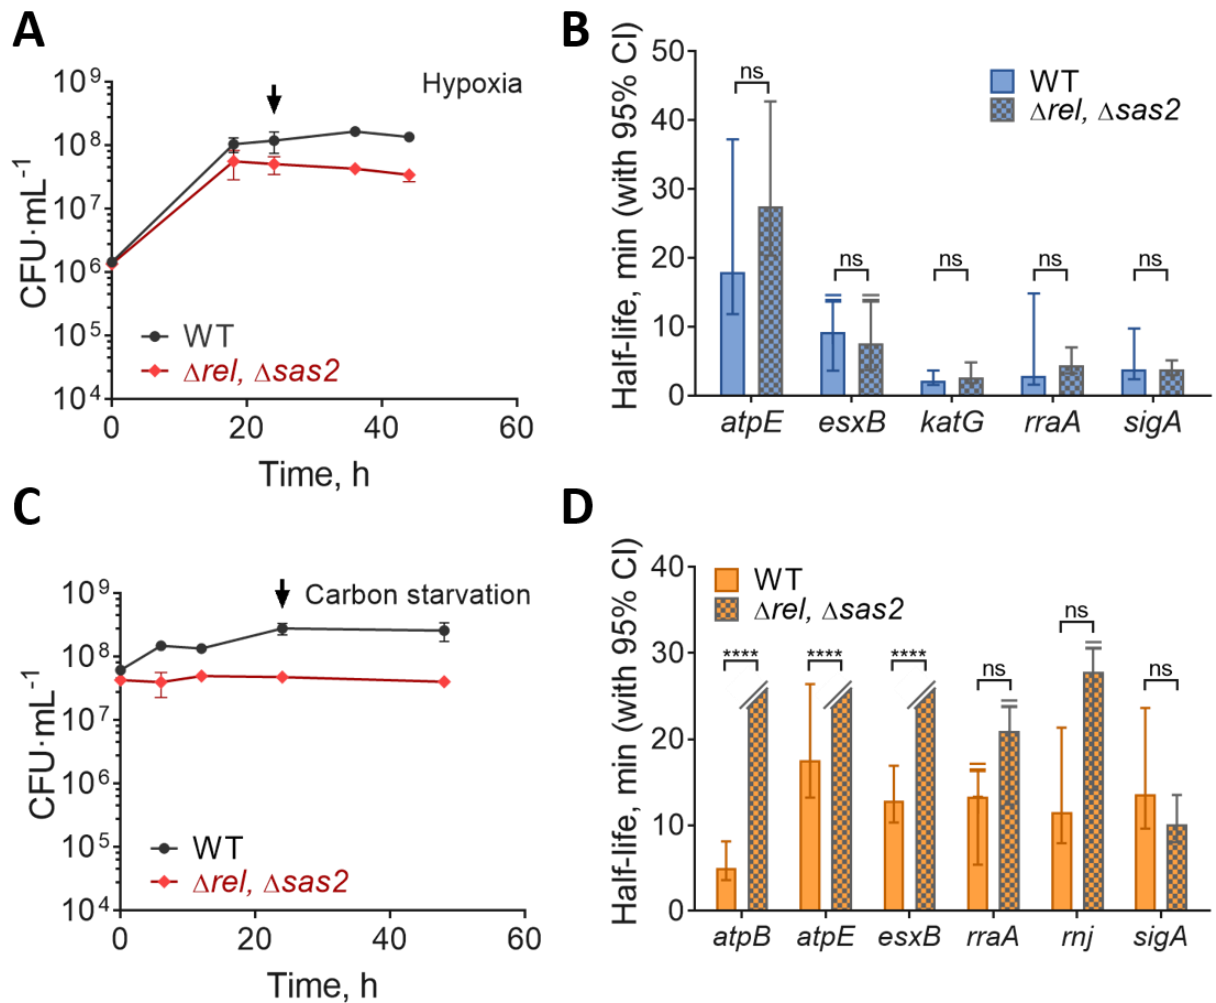 A
Hypoxia
CFU·mL⁻¹
10⁹
10⁸
10⁷
10⁶
10⁵
10⁴
WT
Δrel, Δsas2
0 20 40 60
Time, h
B
Half-life, min (with 95% CI)
50
40
30
20
10
0
WT
Δrel, Δsas2
ns
ns ns ns ns
atpE esxB katG rraA sigA
C
Carbon starvation
CFU·mL⁻¹
10⁹
10⁸
10⁷
10⁶
10⁵
10⁴
WT
Δrel, Δsas2
0 20 40 60
Time, h
D
Half-life, min (with 95% CI)
40
30
20
10
0
WT
Δrel, Δsas2
ns
**** **** **** ns ns
atpB atpE esxB rraA rnj sigA